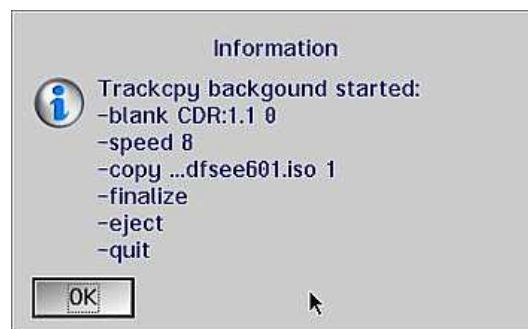 Information
Trackcpy backgound started:
-blank CDR:1.1 0
-speed 8
-copy ...dfsee601.iso 1
-finalize
-eject
-quit
OK